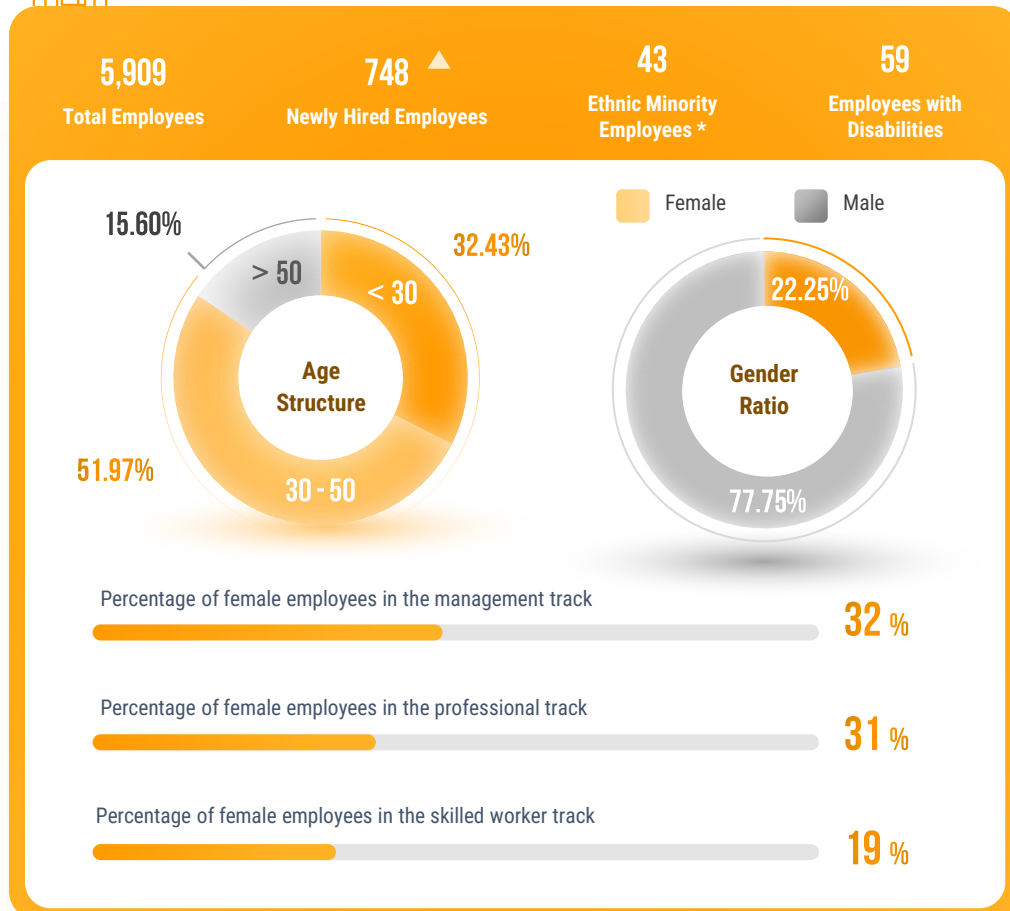 5,909
Total Employees
748
Newly Hired Employees
43
Ethnic Minority
Employees *
59
Employees with
Disabilities
15.60%
> 50
< 30
32.43%
Age
Structure
51.97%
30 - 50
Female
Male
22.25%
Gender
Ratio
77.75%
Percentage of female employees in the management track
32 %
Percentage of female employees in the professional track
31 %
Percentage of female employees in the skilled worker track
19 %